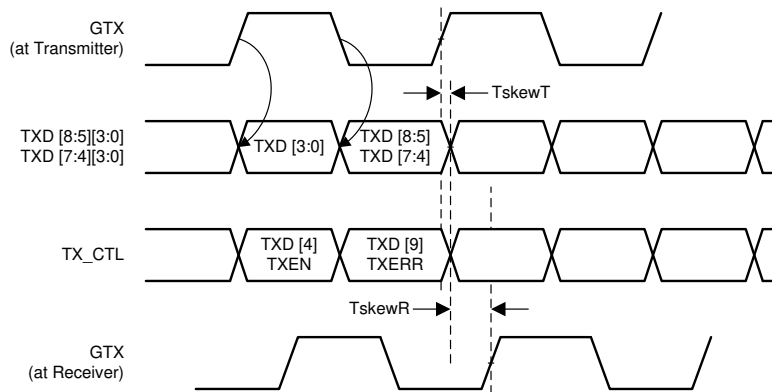 GTX
(at Transmitter)
TskewT
TXD [8:5][3:0]
TXD [7:4][3:0]
TXD [3:0]
TXD [8:5]
TXD [7:4]
TX_CTL
TXD [4]
TXEN
TXD [9]
TXERR
TskewR
GTX
(at Receiver)